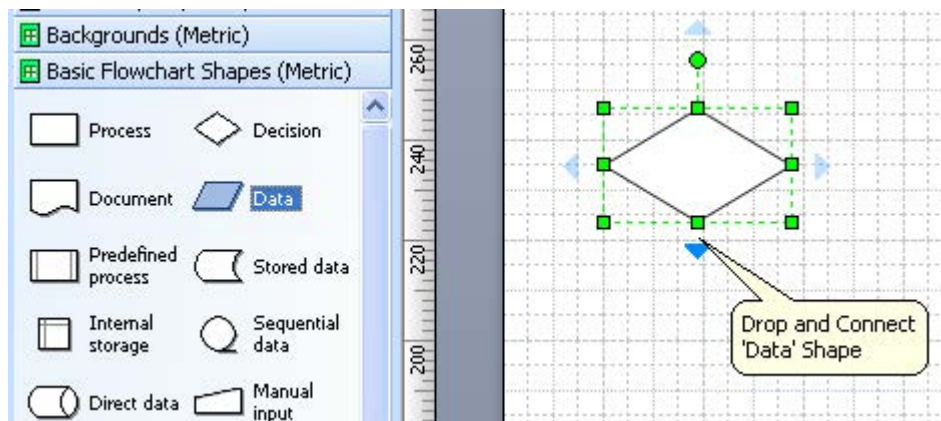 Backgrounds (Metric)
Basic Flowchart Shapes (Metric)
Process
Decision
Document
Data
Predefined
process
Stored data
Internal
storage
Sequential
data
Direct data
Manual
input
260
240
220
200
Drop and Connect
'Data' Shape